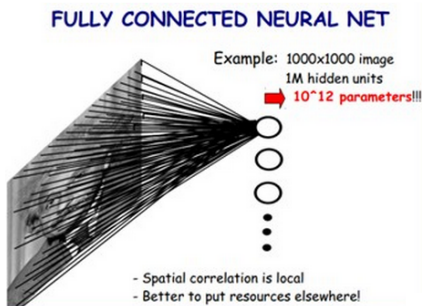 FULLY CONNECTED NEURAL NET
Example: 1000x1000 image
1M hidden units
10^12 parameters!!!
- Spatial correlation is local
- Better to put resources elsewhere!